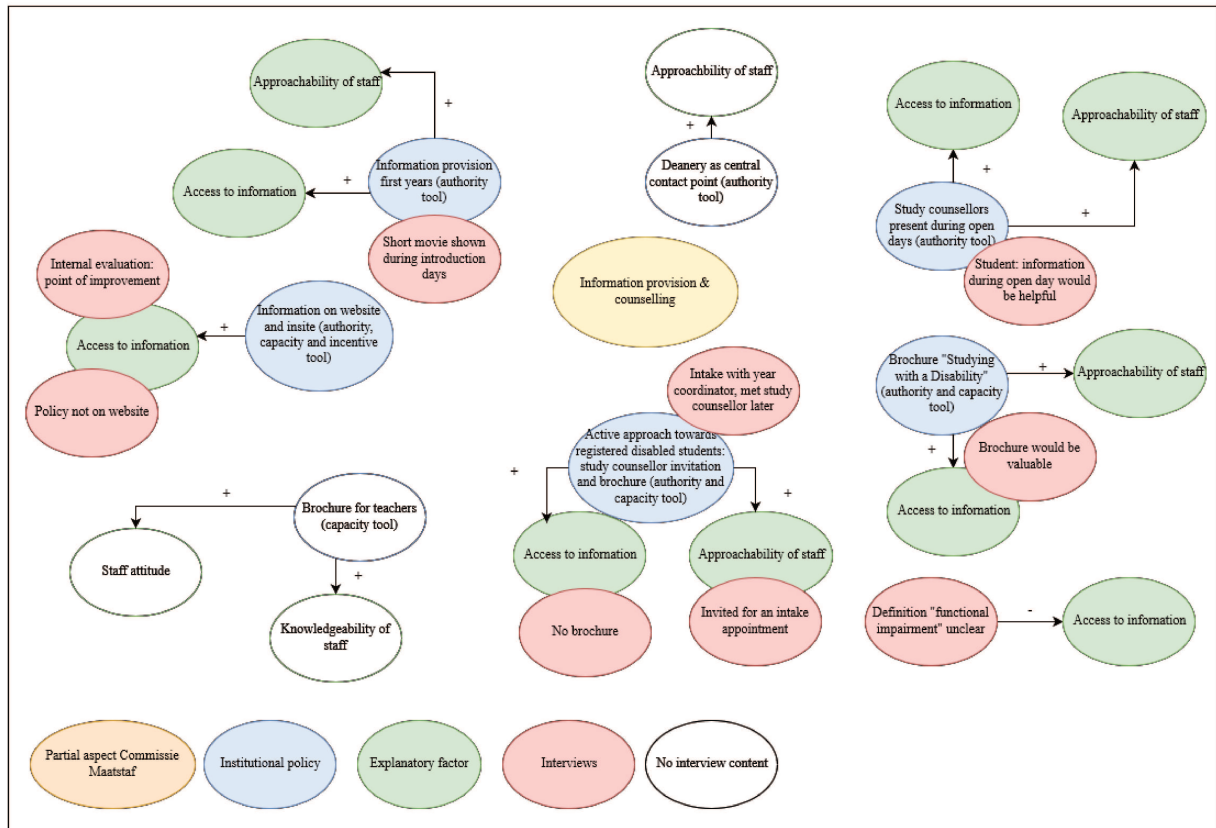 Approachability of staff
+
Information provision
first years (authority
tool)
+
Access to infornation
Short movie shown
during introduction
days
Approachbility of staff
+
Deanery as central
contact point (authority
tool)
Access to information
Approachability of staff
+
+
Study counsellors
present during open
days (authority tool)
Student: information
during open day would
be helpful
Internal evaluation:
point of improvement
Access to infornation
Policy not on website
+
Information on website
and insite (authority,
capacity and incentive
tool)
Information provision &
counselling
Brochure "Studying
with a Disability"
(authority and capacity
tool)
+
Approachability of staff
+
Brochure would be
valuable
Access to infornation
Intake with year
coordinator, met study
counsellor later
Active approach towards
registered disabled students:
study counsellor invitation
and brochure (authority and
capacity tool)
+
+
Access to infornation
Approachability of staff
No brochure
Invited for an intake
appointment
+
Brochure for teachers
(capacity tool)
Staff attitude
+
Knowledgeability of
staff
Definition "functional
impairment" unclear
-
Access to infornation
Partial aspect Commissie
Maatstaf
Institutional policy
Explanatory factor
Interviews
No interview content